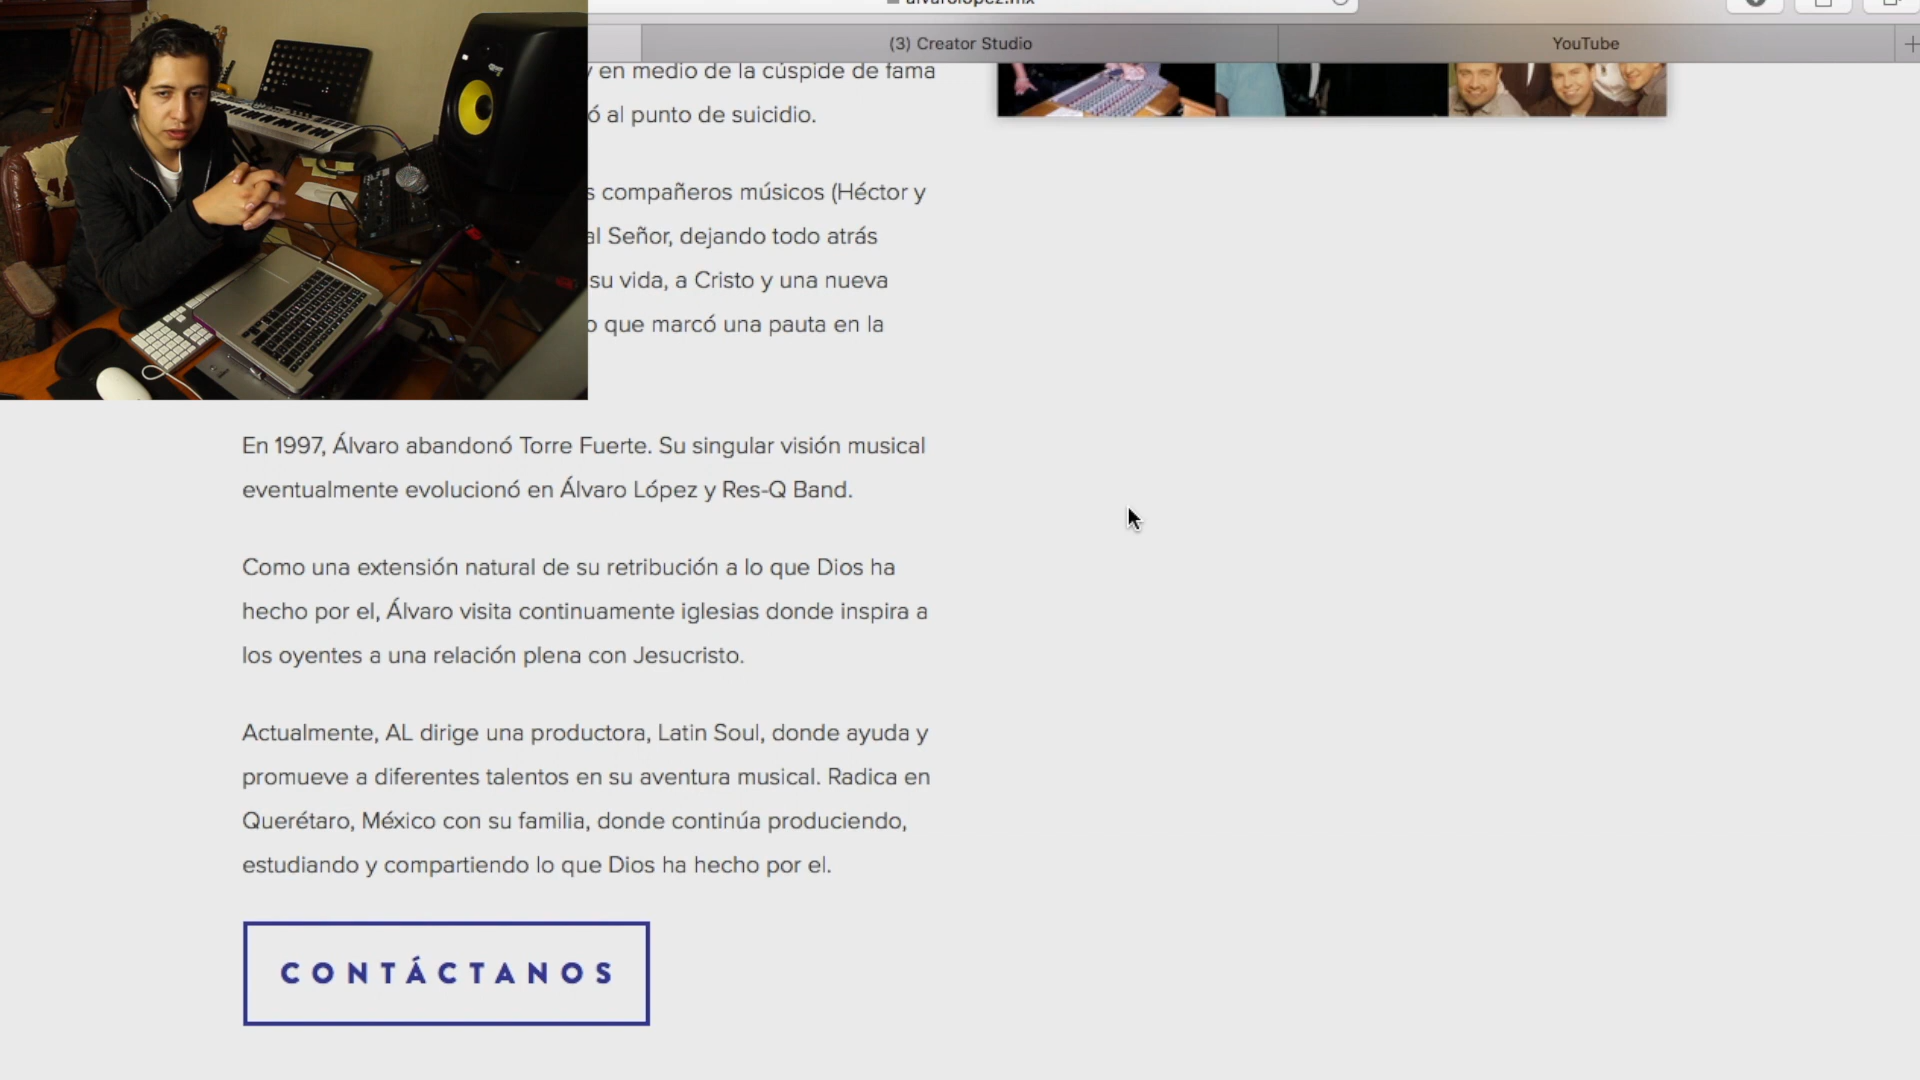 (3) Creator Studio
YouTube
y en medio de la cúspide de fama
ó al punto de suicidio.
s compañeros músicos (Héctor y
al Señor, dejando todo atrás
su vida, a Cristo y una nueva
o que marcó una pauta en la
En 1997, Álvaro abandonó Torre Fuerte. Su singular visión musical
eventualmente evolucionó en Álvaro López y Res-Q Band.
Como una extensión natural de su retribución a lo que Dios ha
hecho por el, Álvaro visita continuamente iglesias donde inspira a
los oyentes a una relación plena con Jesucristo.
Actualmente, AL dirige una productora, Latin Soul, donde ayuda y
promueve a diferentes talentos en su aventura musical. Radica en
Querétaro, México con su familia, donde continúa produciendo,
estudiando y compartiendo lo que Dios ha hecho por el.
CONTÁCTANOS